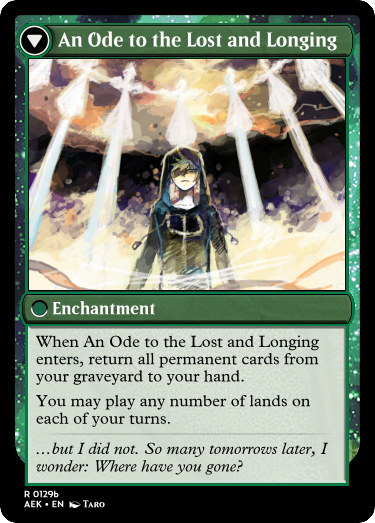 An Ode to the Lost and Longing
Enchantment
When An Ode to the Lost and Longing
enters, return all permanent cards from
your graveyard to your hand.
You may play any number of lands on
each of your turns.
…but I did not. So many tomorrows later, I
wonder: Where have you gone?
R 0129b
AEK • EN Taro